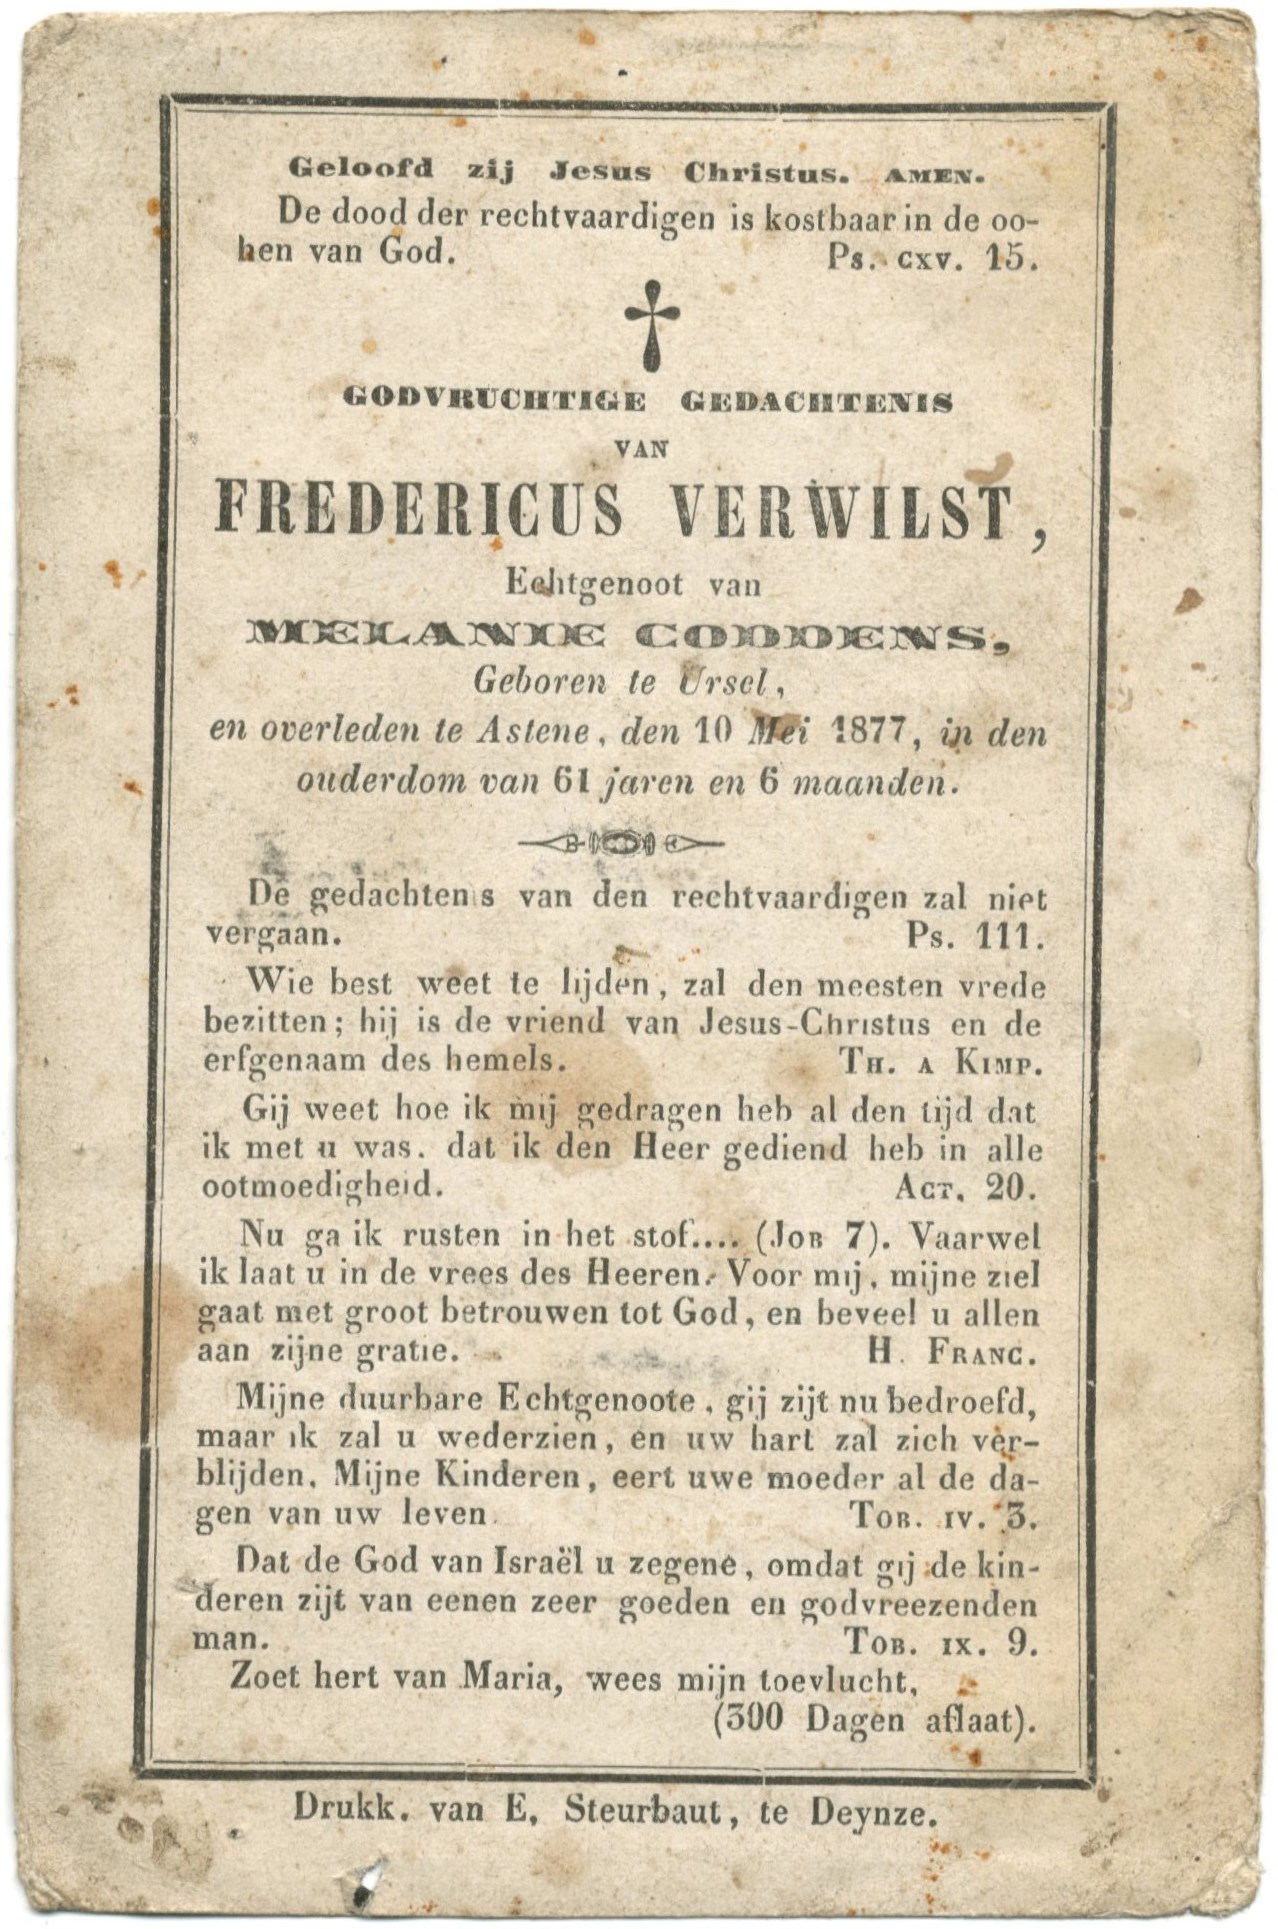 Geloofd zij Jesus Christus. AMEN.
De dood der rechtvaardigen is kostbaar in de oo-
hen van God. Ps. CXV. 15.
GODVRUCHTIGE GEDACHTENIS
VAN
FREDERICUS VERWILST,
Echtgenoot van
MELANIE CODDENS,
Geboren te Ursel,
en overleden te Astene, den 10 Mei 1877, in den
ouderdom van 61 jaren en 6 maanden.
De gedachtenis van den rechtvaardigen zal niet
vergaan. Ps. 111.
Wie best weet te lijden, zal den meesten vrede
bezitten; hij is de vriend van Jesus-Christus en de
erfgenaam des hemels. TH. A KIMP.
Gij weet hoe ik mij gedragen heb al den tijd dat
ik met u was. dat ik den Heer gediend heb in alle
ootmoedigheid. ACT. 20.
Nu ga ik rusten in het stof.... (JOB 7). Vaarwel
ik laat u in de vrees des Heeren. Voor mij, mijne ziel
gaat met groot betrouwen tot God, en beveel u allen
aan zijne gratie. H. FRANC.
Mijne duurbare Echtgenoote, gij zijt nu bedroefd,
maar ik zal u wederzien, en uw hart zal zich ver-
blijden. Mijne Kinderen, eert uwe moeder al de da-
gen van uw leven. TOB. IV. 3.
Dat de God van Israël u zegene, omdat gij de kin-
deren zijt van eenen zeer goeden en godvreezenden
man. TOB. IX. 9.
Zoet hert van Maria, wees mijn toevlucht,
(300 Dagen aflaat).
Drukk. van E. Steurbaut, te Deynze.